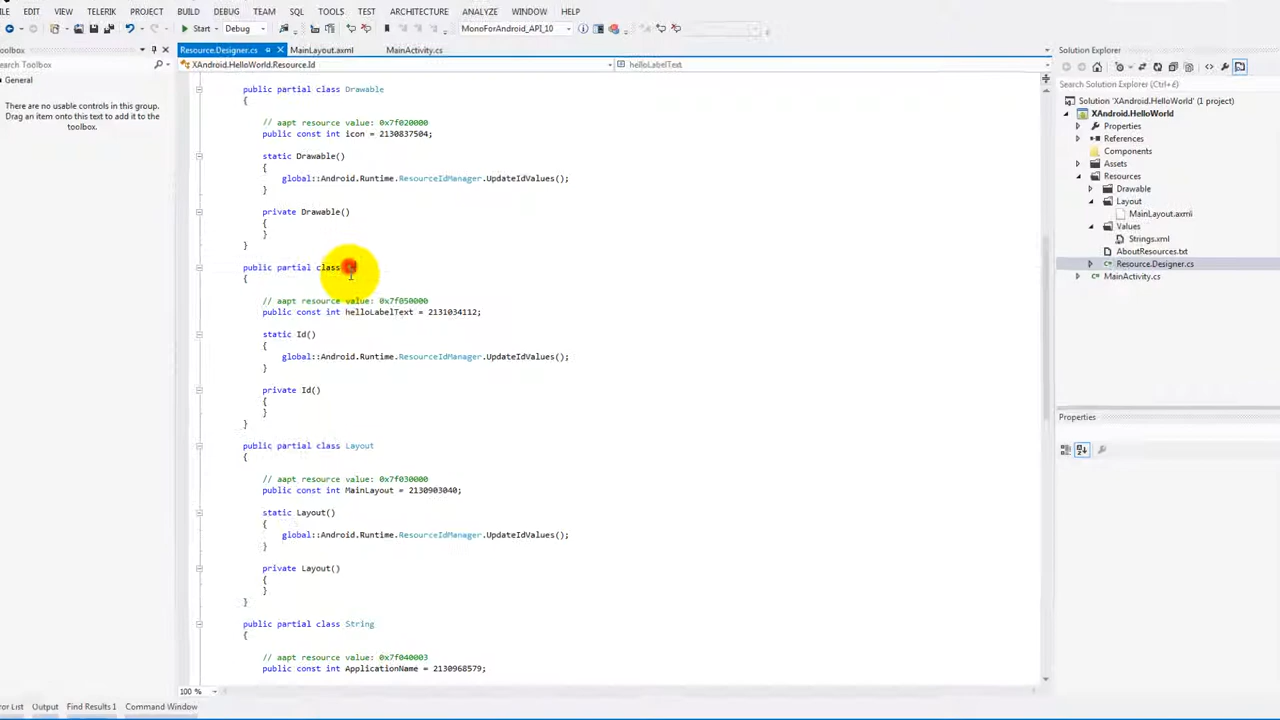 EDIT VIEW PROJECT BUILD DEBUG TEAM SQL TOOLS TEST TELERIK ARCHITECTURE ANALYZE WINDOW HELP
Start Debug MonoForAndroid_API_10
Resource.Designer.cs MainLayout.axml MainActivity.cs
XAndroid.HelloWorld.Resource.Id helloLabelText
Search Toolbox
General
There are no usable controls in this group.
Drag an item onto this text to add it to the
toolbox.
public partial class Drawable
{
// aapt resource value: 0x7f020000
public const int icon = 2130837504;
static Drawable()
{
global::Android.Runtime.ResourceIdManager.UpdateIdValues();
}
private Drawable()
{
}
}
public partial class
{
// aapt resource value: 0x7f050000
public const int helloLabelText = 2131034112;
static Id()
{
global::Android.Runtime.ResourceIdManager.UpdateIdValues();
}
private Id()
{
}
}
public partial class Layout
{
// aapt resource value: 0x7f030000
public const int MainLayout = 2130903040;
static Layout()
{
global::Android.Runtime.ResourceIdManager.UpdateIdValues();
}
private Layout()
{
}
}
public partial class String
{
// aapt resource value: 0x7f040003
public const int ApplicationName = 2130968579;
100 %
Solution Explorer
Search Solution Explorer (Ctrl+é)
Solution 'XAndroid.HelloWorld' (1 project)
XAndroid.HelloWorld
Properties
References
Components
Assets
Resources
Drawable
Layout
MainLayout.axml
Values
Strings.xml
AboutResources.txt
Resource.Designer.cs
MainActivity.cs
Properties
List Output Find Results 1 Command Window